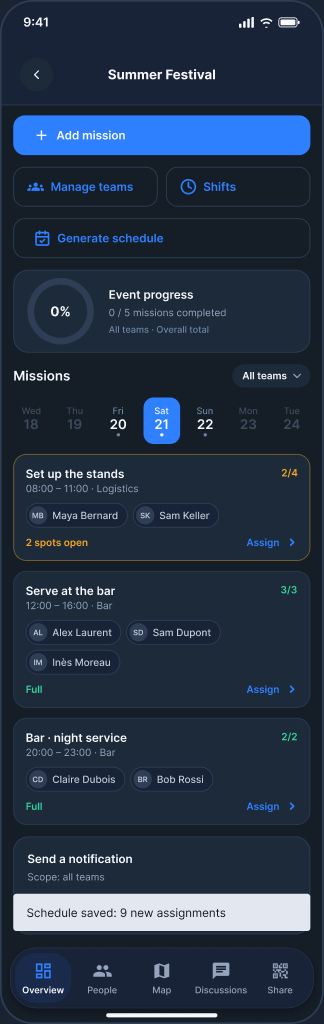 9:41
Summer Festival
Add mission
Manage teams
Shifts
Generate schedule
0%
Event progress
0 / 5 missions completed
All teams · Overall total
Missions
All teams
Wed Thu Fri Sat Sun Mon Tue
18 19 20 21 22 23 24
Set up the stands 2/4
08:00 – 11:00 · Logistics
MB Maya Bernard SK Sam Keller
2 spots open Assign
Serve at the bar 3/3
12:00 – 16:00 · Bar
AL Alex Laurent SD Sam Dupont
IM Inès Moreau
Full Assign
Bar · night service 2/2
20:00 – 23:00 · Bar
CD Claire Dubois BR Bob Rossi
Full Assign
Send a notification
Scope: all teams
Schedule saved: 9 new assignments
Overview People Map Discussions Share